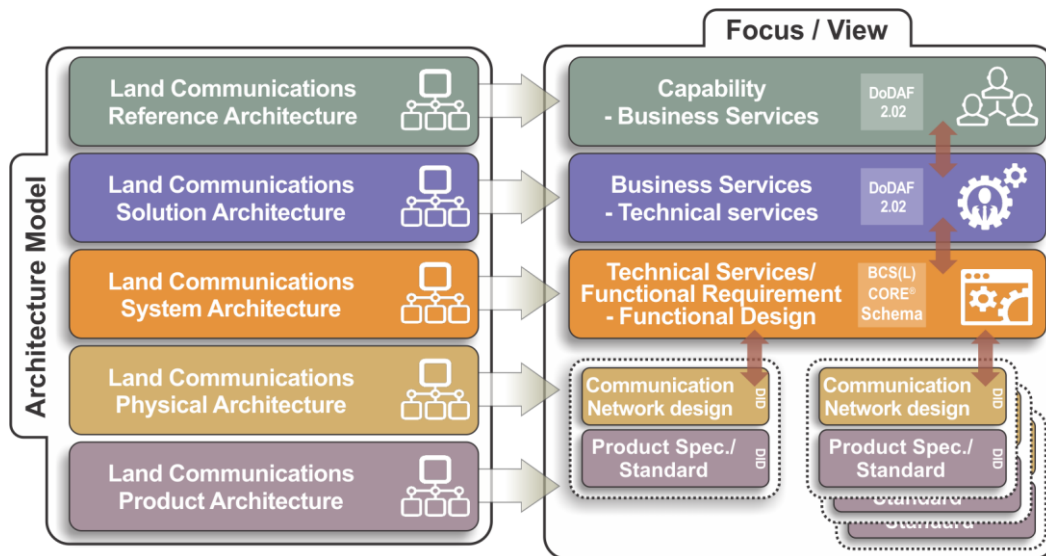 Focus / View
Architecture Model
Land Communications
Reference Architecture
Capability
- Business Services
DoDAF
2.02
Land Communications
Solution Architecture
Business Services
- Technical services
DoDAF
2.02
Land Communications
System Architecture
Technical Services/
Functional Requirement
- Functional Design
BCS(L)
CORE®
Schema
Land Communications
Physical Architecture
Communication
Network design
DID
Communication
Network design
DID
Land Communications
Product Architecture
Product Spec./
Standard
DID
Product Spec./
Standard
DID
Standard
Standard